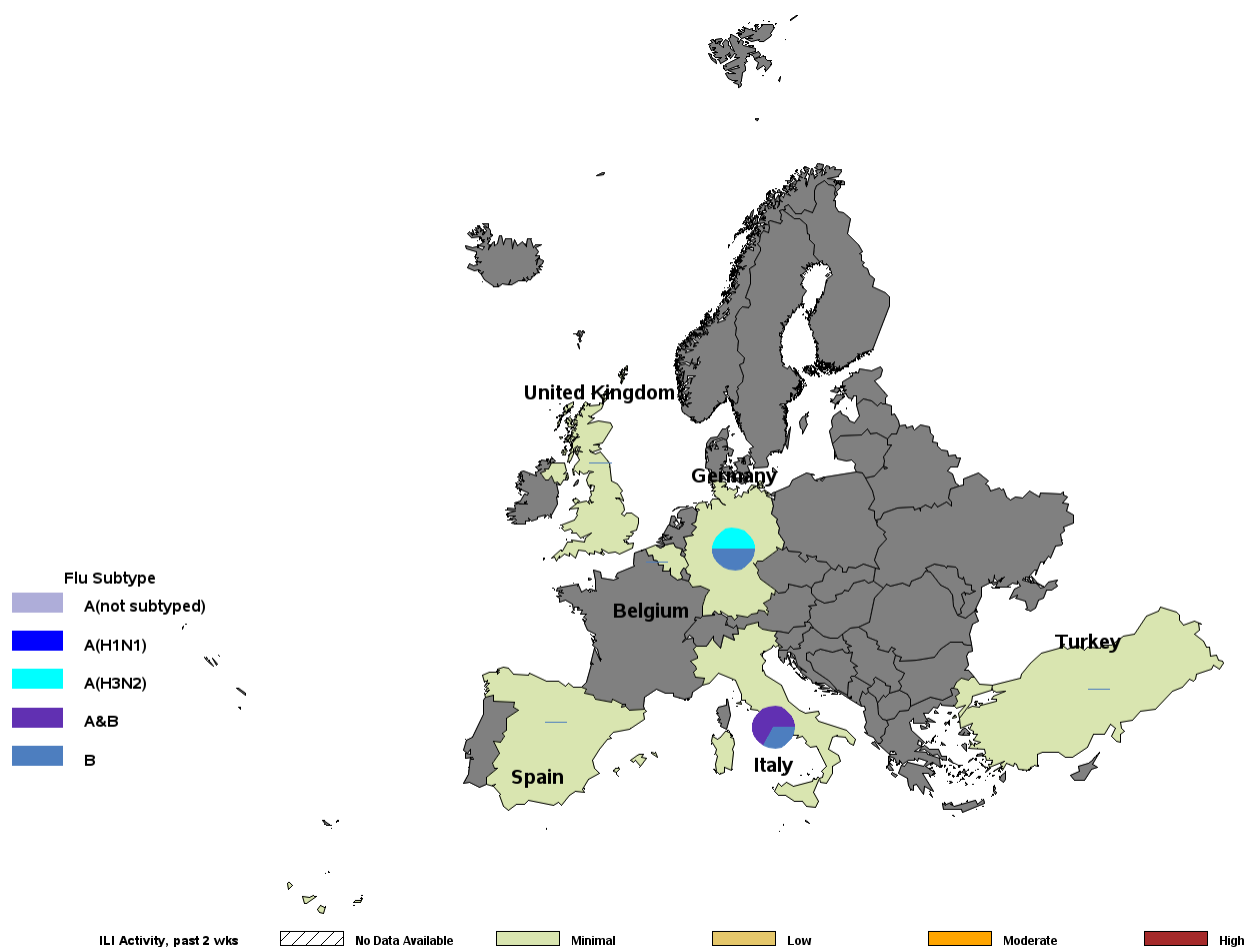 United Kingdom
Germany
Belgium
Turkey
Spain
Italy
Flu Subtype
A(not subtyped)
A(H1N1)
A(H3N2)
A&B
B
ILI Activity, past 2 wks
No Data Available
Minimal
Low
Moderate
High